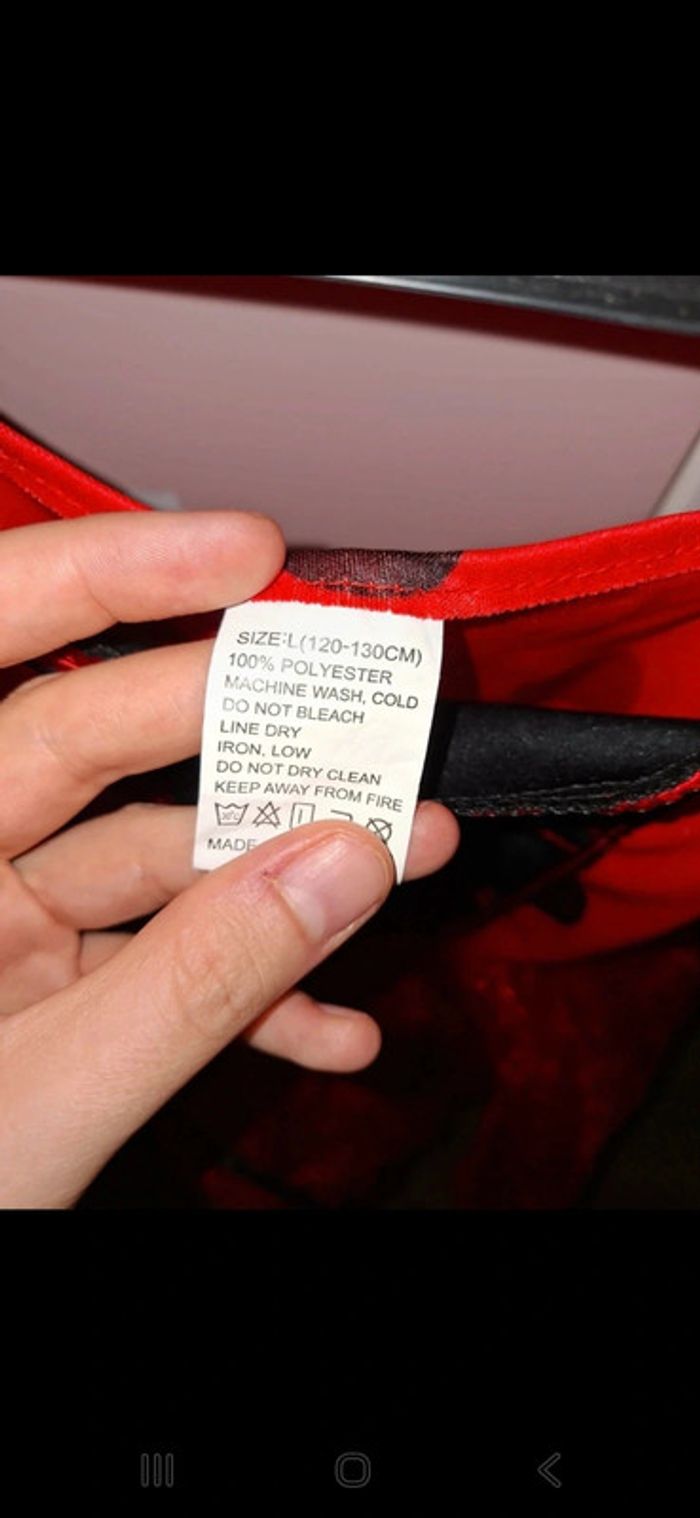 SIZE:L(120-130CM)
100% POLYESTER
MACHINE WASH, COLD
DO NOT BLEACH
LINE DRY
IRON, LOW
DO NOT DRY CLEAN
KEEP AWAY FROM FIRE
MADE